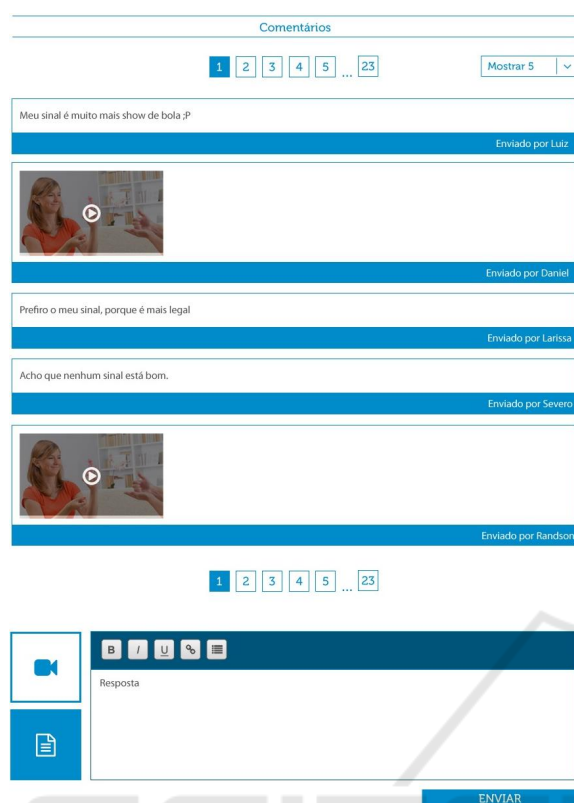 Comentários
1 2 3 4 5 ... 23 Mostrar 5
Meu sinal é muito mais show de bola ;P
Enviado por Luiz
Enviado por Daniel
Prefiro o meu sinal, porque é mais legal
Enviado por Larissa
Acho que nenhum sinal está bom.
Enviado por Severo
Enviado por Randson
1 2 3 4 5 ... 23
B I U
Resposta
ENVIAR